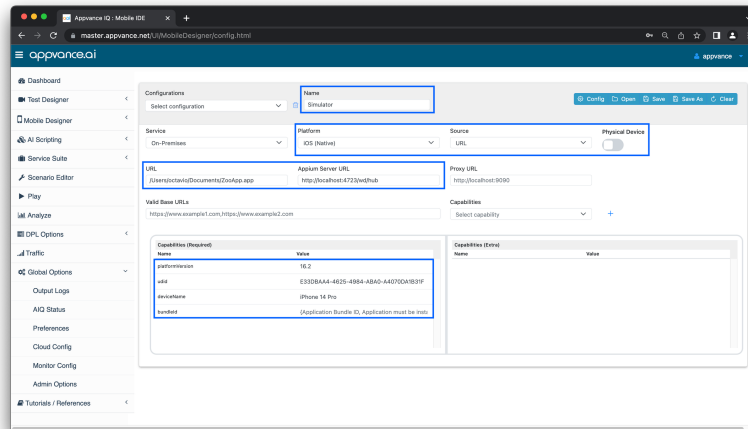 Appvance IQ : Mobile IDE
master.appvance.net/UI/MobileDesigner/config.html
appvance.ai
appvance
Dashboard
Test Designer
Mobile Designer
AI Scripting
Service Suite
Scenario Editor
Play
Analyze
DPL Options
Traffic
Global Options
Output Logs
AIQ Status
Preferences
Cloud Config
Monitor Config
Admin Options
Tutorials / References
Configurations
Name
Select configuration
Simulator
Config Open Save Save As Clear
Service
Platform
Source
Physical Device
On-Premises
iOS (Native)
URL
URL
Appium Server URL
Proxy URL
/Users/octavio/Documents/ZooApp.app
http://localhost:4723/wd/hub
http://localhost:9090
Valid Base URLs
Capabilities
https://www.example1.com,https://www.example2.com
Select capability
Capabilities (Required)
Name Value
platformVersion 16.2
udid E33DBAA4-4625-4984-ABA0-A4070DA1B31F
deviceName iPhone 14 Pro
bundleId (Application Bundle ID, Application must be insta
Capabilities (Extra)
Name Value